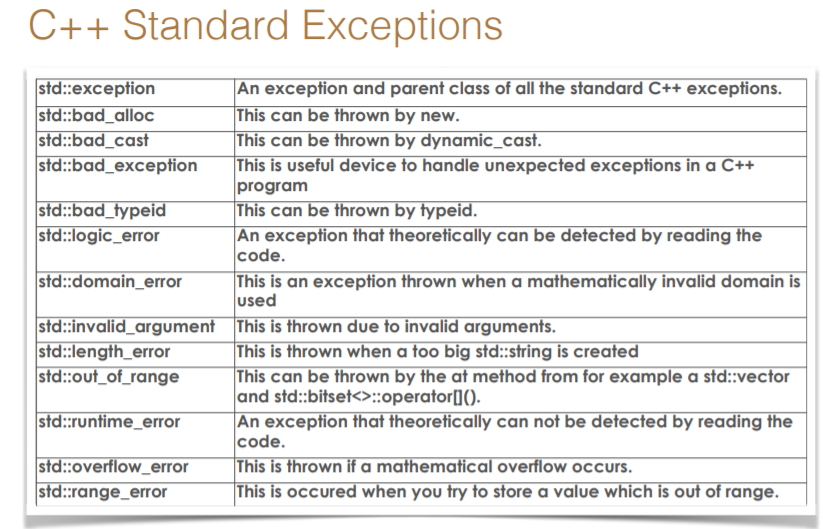 C++ Standard Exceptions
std::exception An exception and parent class of all the standard C++ exceptions.
std::bad_alloc This can be thrown by new.
std::bad_cast This can be thrown by dynamic_cast.
std::bad_exception This is useful device to handle unexpected exceptions in a C++
program
std::bad_typeid This can be thrown by typeid.
std::logic_error An exception that theoretically can be detected by reading the
code.
std::domain_error This is an exception thrown when a mathematically invalid domain is
used
std::invalid_argument This is thrown due to invalid arguments.
std::length_error This is thrown when a too big std::string is created
std::out_of_range This can be thrown by the at method from for example a std::vector
and std::bitset<>::operator[]().
std::runtime_error An exception that theoretically can not be detected by reading the
code.
std::overflow_error This is thrown if a mathematical overflow occurs.
std::range_error This is occured when you try to store a value which is out of range.